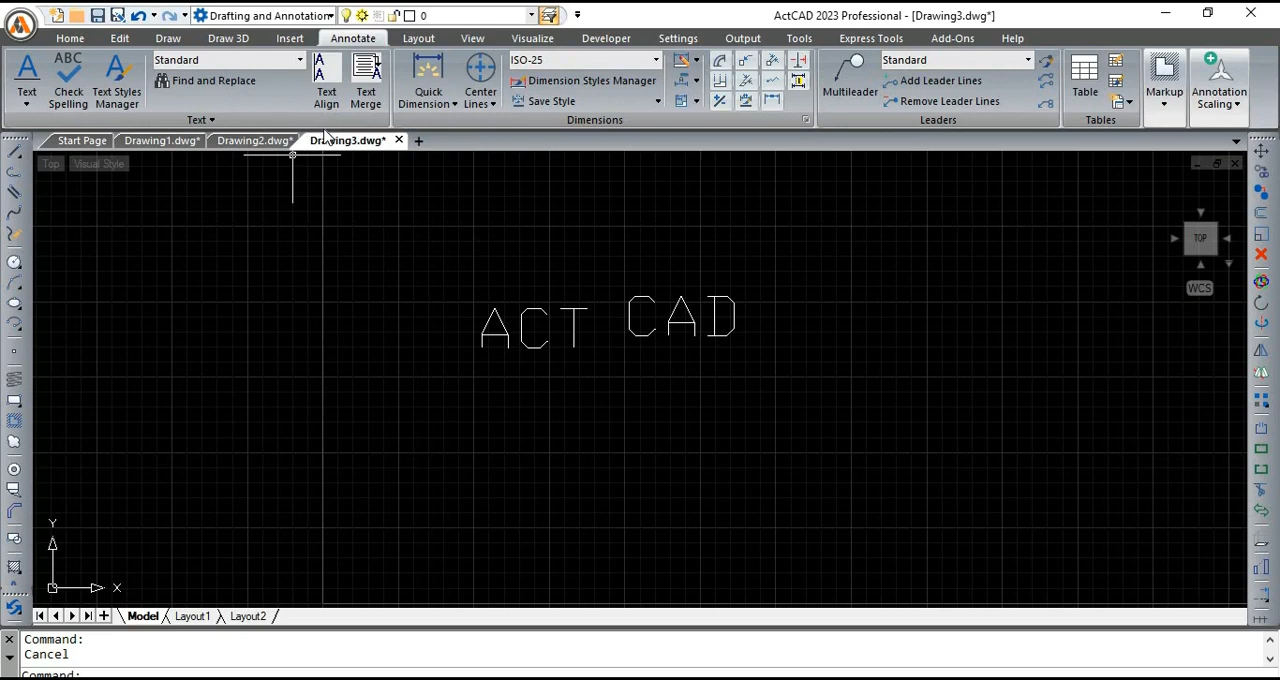 Drafting and Annotation
0
ActCAD 2023 Professional - [Drawing3.dwg*]
Home Edit Draw Draw 3D Insert Annotate Layout View Visualize Developer Settings Output Tools Express Tools Add-Ons Help
Text
ABC
Check Spelling
Text Styles Manager
Standard
Find and Replace
Text Align
Text Merge
Text
Quick Dimension
Center Lines
ISO-25
Dimension Styles Manager
Save Style
Dimensions
Multileader
Standard
Add Leader Lines
Remove Leader Lines
Leaders
Table
Tables
Markup
Annotation Scaling
Start Page Drawing1.dwg* Drawing2.dwg* Drawing3.dwg*
Top Visual Style
TOP
WCS
ACT CAD
Y
X
Model Layout1 Layout2
Command:
Cancel
Command: